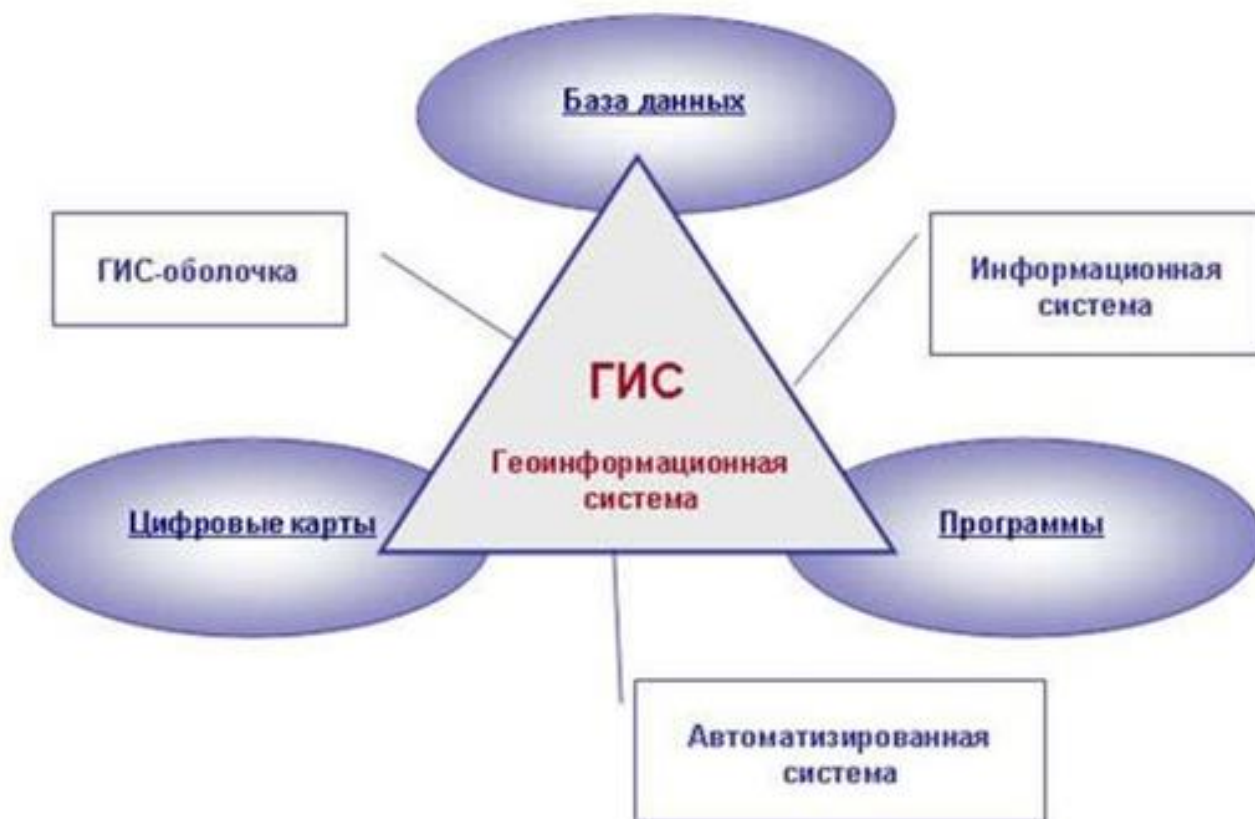 База данных
ГИС-оболочка
Информационная
система
ГИС
Геоинформационная
система
Цифровые карты
Программы
Автоматизированная
система